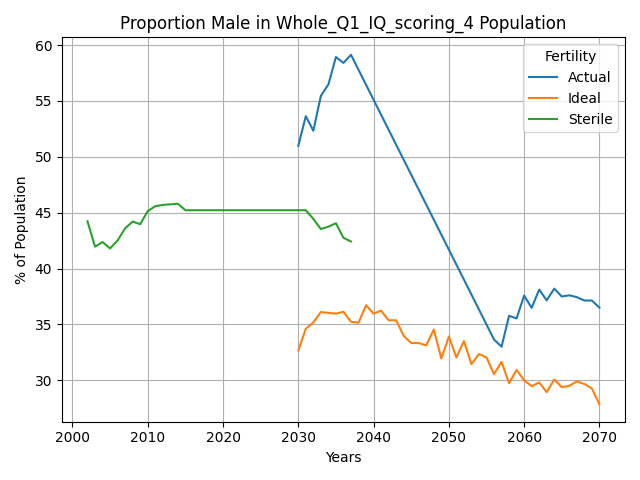 Proportion Male in Whole_Q1_IQ_scoring_4 Population
60
55
50
45
40
35
30
% of Population
2000 2010 2020 2030 2040 2050 2060 2070
Years
Fertility
Actual
Ideal
Sterile